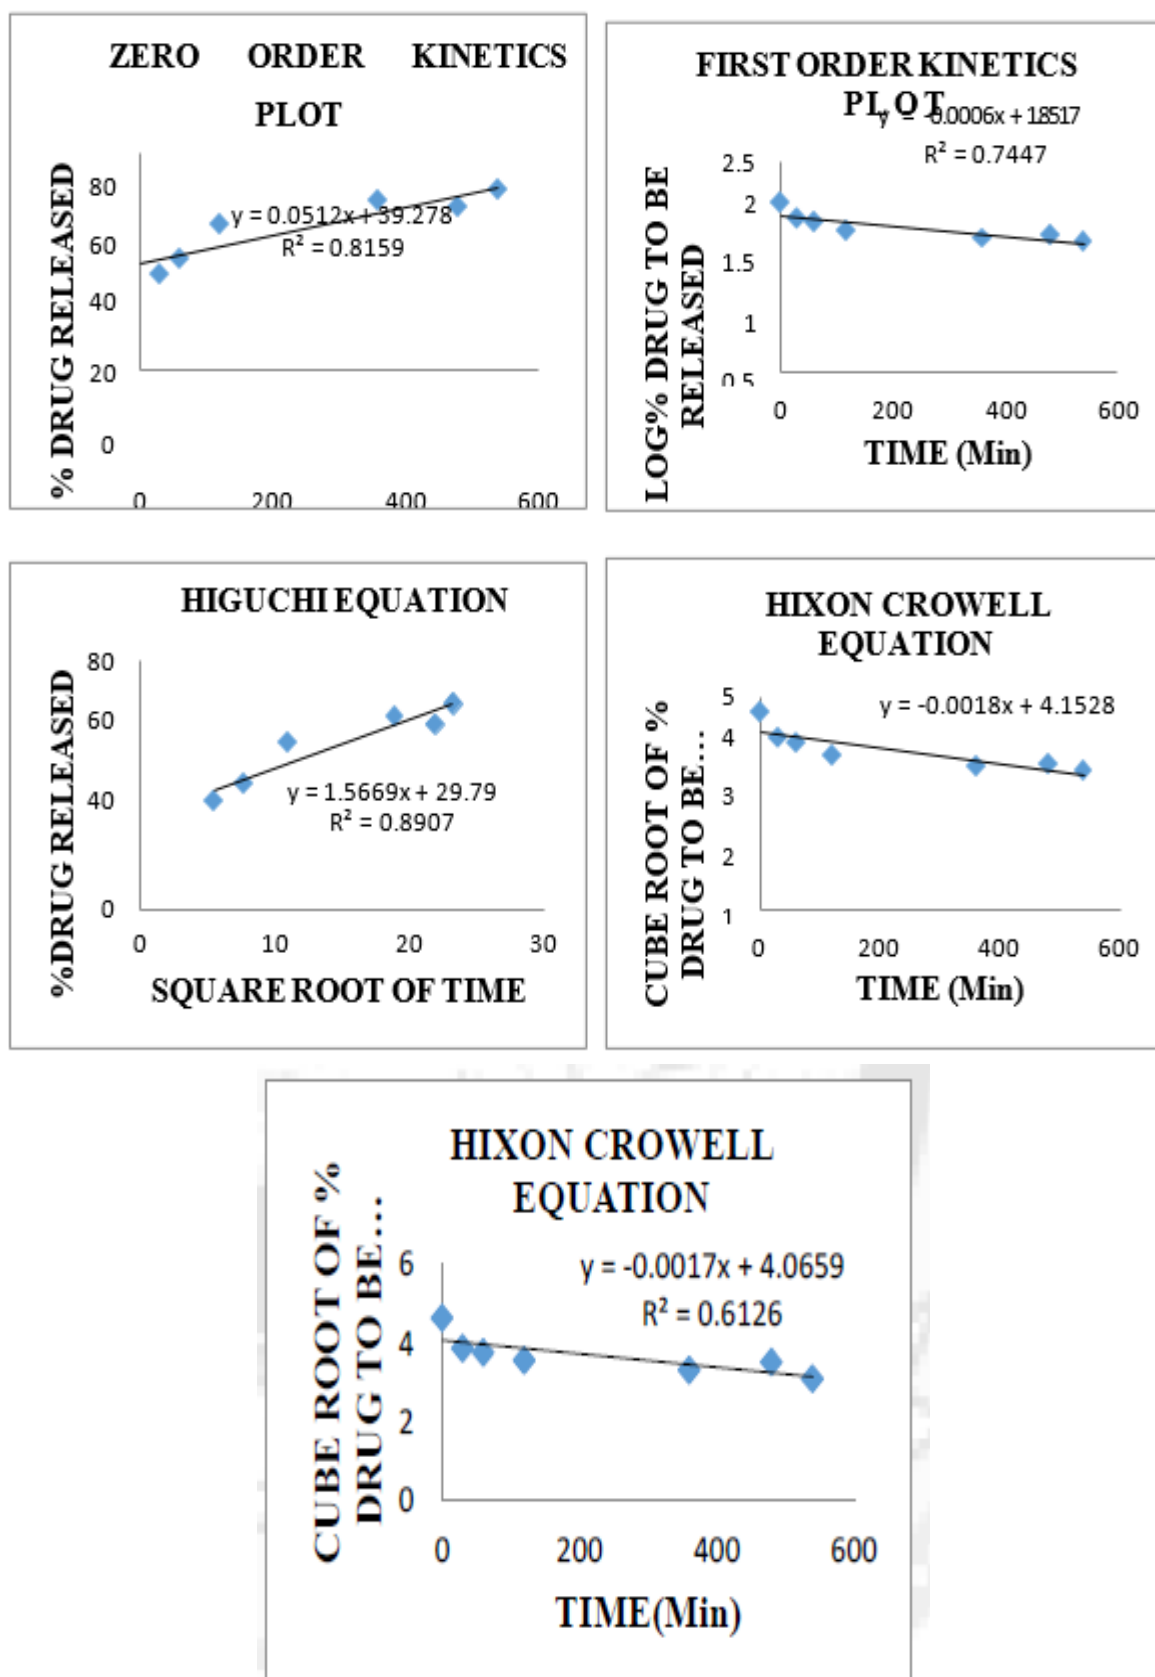 ZERO ORDER KINETICS
PLOT
y = 0.0512x + 39.278
R² = 0.8159
% DRUG RELEASED
80
60
40
20
0
0 200 400 600
FIRST ORDER KINETICS
PLOT
y = -0.0006x + 1.8517
R² = 0.7447
LOG% DRUG TO BE
RELEASED
2.5
2
1.5
1
0.5
0 200 400 600
TIME (Min)
HIGUCHI EQUATION
%DRUG RELEASED
80
60
40
0
y = 1.5669x + 29.79
R² = 0.8907
0 10 20 30
SQUARE ROOT OF TIME
HIXON CROWELL
EQUATION
CUBE ROOT OF %
DRUG TO BE...
y = -0.0018x + 4.1528
5
4
3
2
1
0 200 400 600
TIME (Min)
HIXON CROWELL
EQUATION
CUBE ROOT OF %
DRUG TO BE...
y = -0.0017x + 4.0659
R² = 0.6126
6
4
2
0
0 200 400 600
TIME(Min)